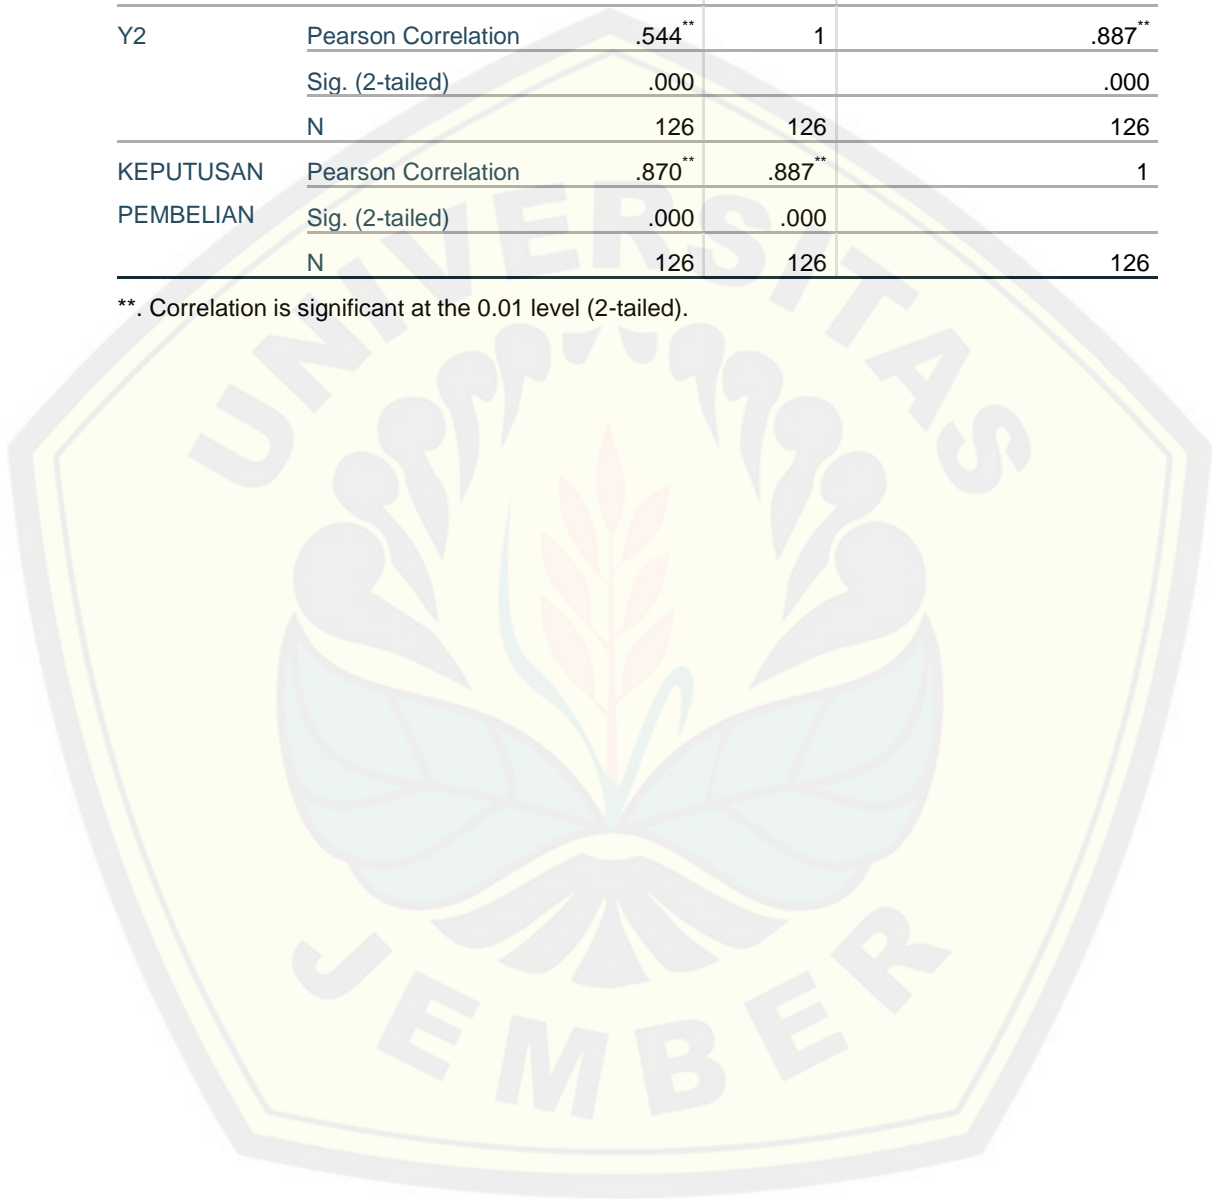 Y2 Pearson Correlation .544** 1 .887**
Sig. (2-tailed) .000 .000
N 126 126 126
KEPUTUSAN Pearson Correlation .870** .887** 1
PEMBELIAN Sig. (2-tailed) .000 .000
N 126 126 126
**. Correlation is significant at the 0.01 level (2-tailed).
UNIVERSITAS
JEMBER